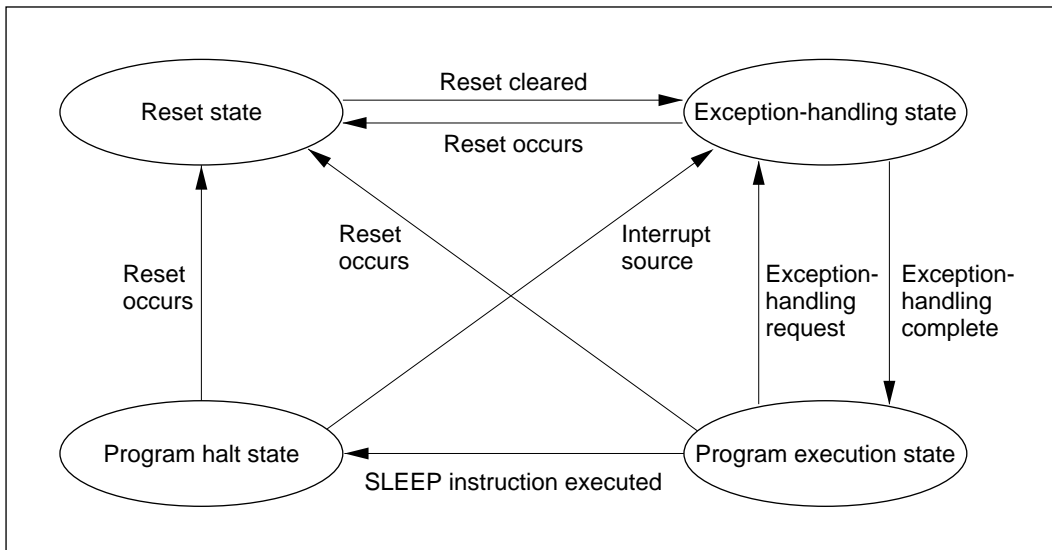 Reset cleared
Reset state
Exception-handling state
Reset occurs
Reset
occurs
Reset
occurs
Interrupt
source
Exception-
handling
request
Exception-
handling
complete
Program halt state
Program execution state
SLEEP instruction executed